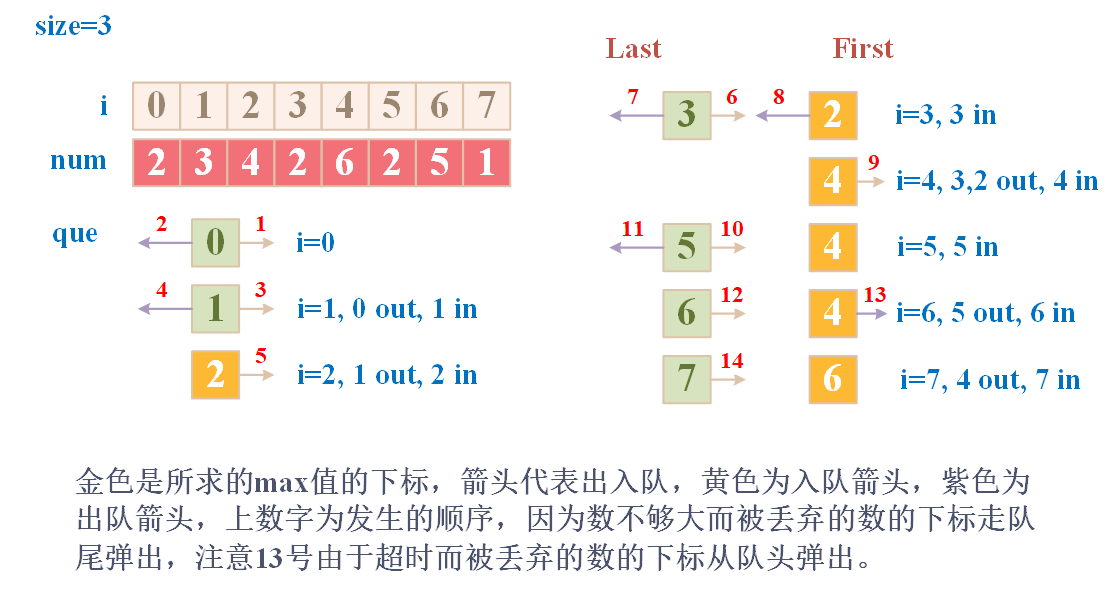 size=3
i 0 1 2 3 4 5 6 7
num 2 3 4 2 6 2 5 1
que 2 0 1 i=0
4 1 3 i=1, 0 out, 1 in
2 5 i=2, 1 out, 2 in
Last First
7 3 6 8 2 i=3, 3 in
4 9 i=4, 3,2 out, 4 in
11 5 10 4 i=5, 5 in
6 12 4 13 i=6, 5 out, 6 in
7 14 6 i=7, 4 out, 7 in
金色是所求的max值的下标，箭头代表出入队，黄色为入队箭头，紫色为
出队箭头，上数字为发生的顺序，因为数不够大而被丢弃的数的下标走队
尾弹出，注意13号由于超时而被丢弃的数的下标从队头弹出。